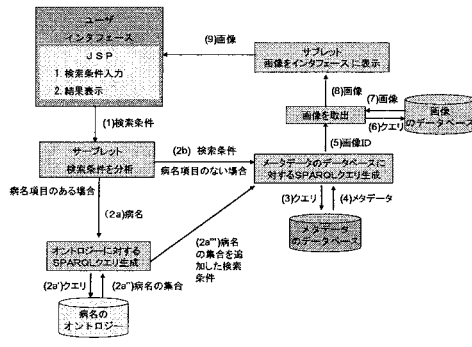 ユーザ
インタフェース
JSP
1. 検索条件入力
2. 結果表示
(9)画像
サブレット
画像をインタフェースに表示
(8)画像
画像を取出
(7)画像
(6)クエリ
画像
のデータベース
(1)検索条件
(5)画像ID
サーブレット
検索条件を分析
(2b) 検索条件
病名項目のない場合
メタデータのデータベースに
対するSPARQLクエリ生成
病名項目のある場合
(2a)病名
(3)クエリ
(4)メタデータ
メタデータ
のデータベース
オントロジーに対する
SPARQLクエリ生成
(2a''')病名
の集合を追
加した検索
条件
(2a')クエリ
(2a'')病名の集合
病名の
オントロジー